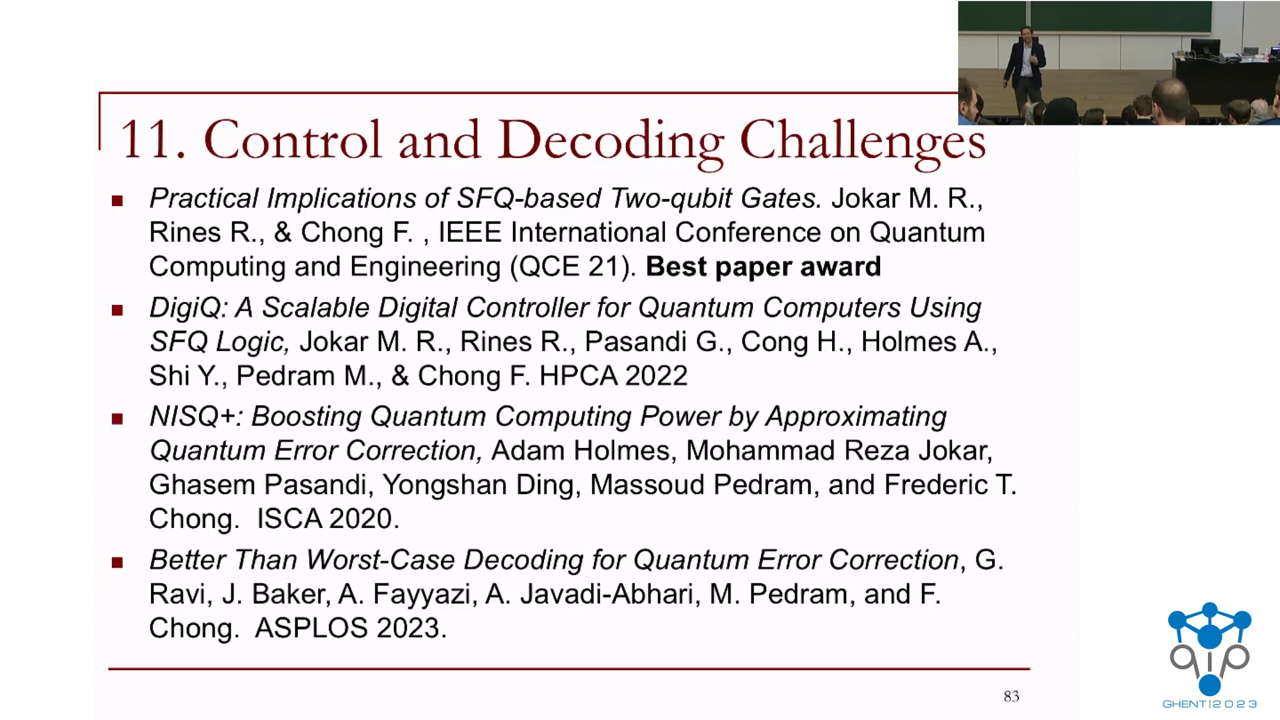 11. Control and Decoding Challenges
Practical Implications of SFQ-based Two-qubit Gates. Jokar M. R.,
Rines R., & Chong F. , IEEE International Conference on Quantum
Computing and Engineering (QCE 21). Best paper award
DigiQ: A Scalable Digital Controller for Quantum Computers Using
SFQ Logic, Jokar M. R., Rines R., Pasandi G., Cong H., Holmes A.,
Shi Y., Pedram M., & Chong F. HPCA 2022
NISQ+: Boosting Quantum Computing Power by Approximating
Quantum Error Correction, Adam Holmes, Mohammad Reza Jokar,
Ghasem Pasandi, Yongshan Ding, Massoud Pedram, and Frederic T.
Chong. ISCA 2020.
Better Than Worst-Case Decoding for Quantum Error Correction, G.
Ravi, J. Baker, A. Fayyazi, A. Javadi-Abhari, M. Pedram, and F.
Chong. ASPLOS 2023.
83
qip
GHENT|2023